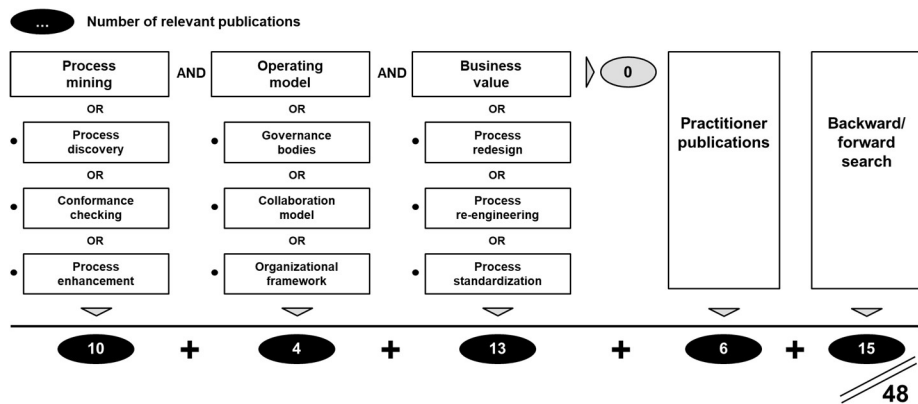 ... Number of relevant publications
Process
mining
AND
Operating
model
AND
Business
value
0
OR
OR
OR
• Process
discovery
• Governance
bodies
• Process
redesign
Practitioner
publications
Backward/
forward
search
OR
OR
OR
• Conformance
checking
• Collaboration
model
• Process
re-engineering
OR
OR
OR
• Process
enhancement
• Organizational
framework
• Process
standardization
10 + 4 + 13 + 6 + 15
48